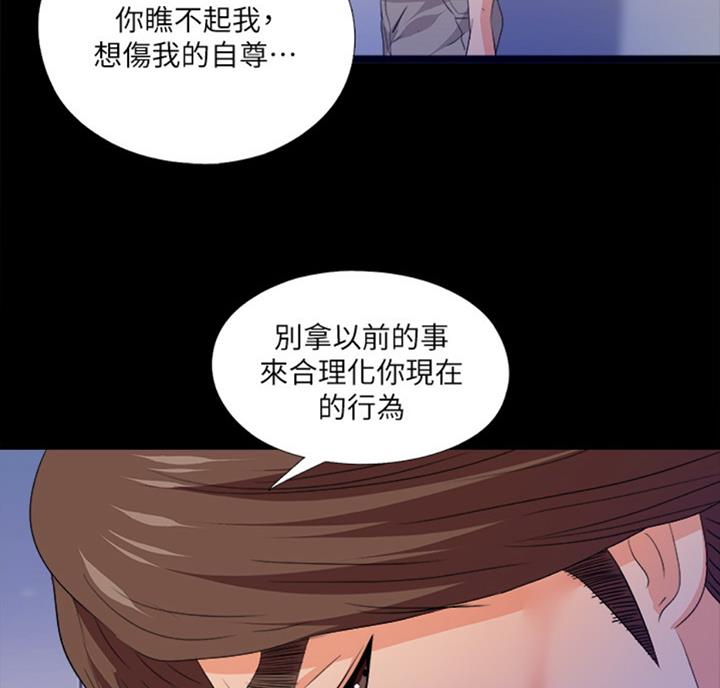 你瞧不起我,
想傷我的自尊…
別拿以前的事
來合理化你現在
的行為